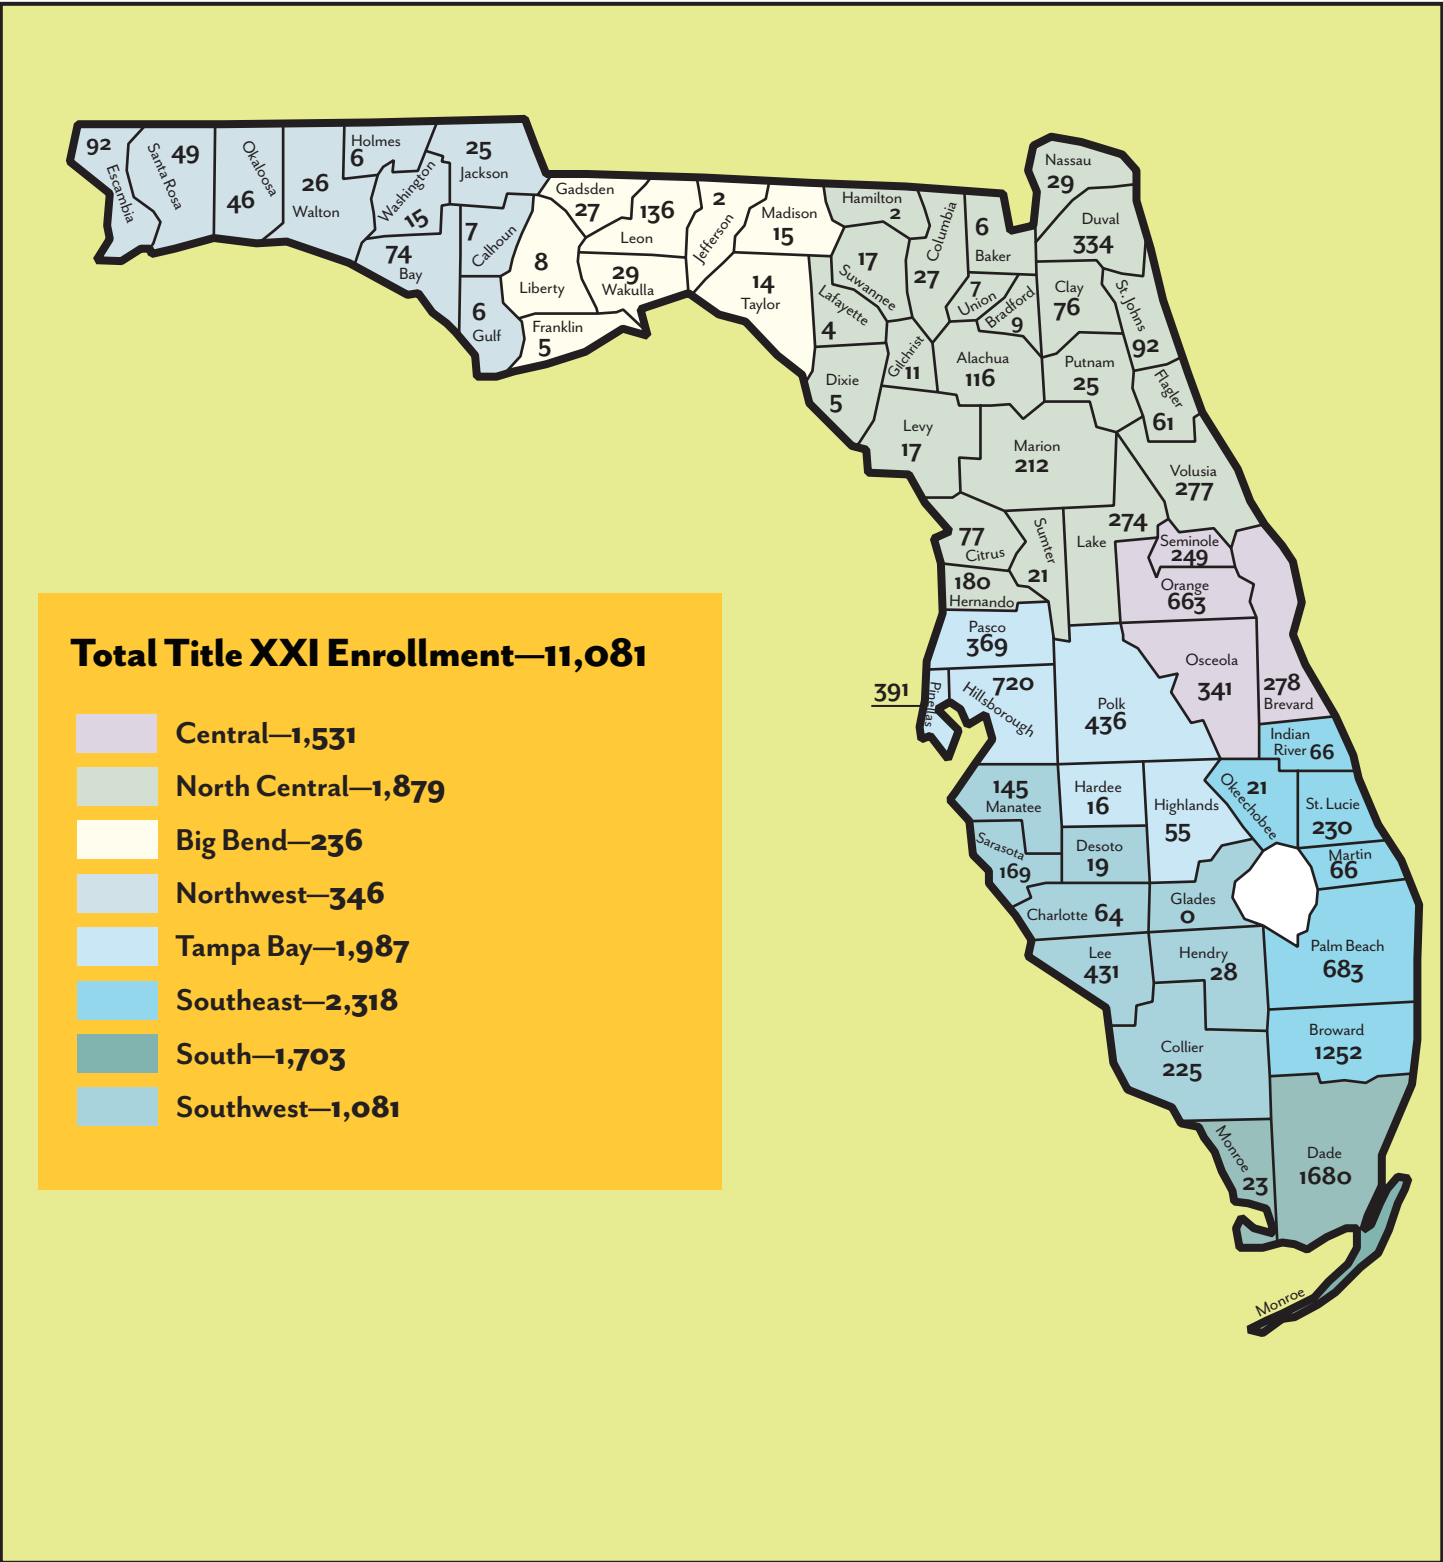 92
Escambia
Santa Rosa
49
Okaloosa
46
26
Walton
Holmes
6
Washington
15
25
Jackson
74
Bay
7
Calhoun
6
Gulf
Gadsden
27
8
Liberty
Franklin
5
136
Leon
29
Wakulla
2
Jefferson
Madison
15
14
Taylor
Hamilton
2
17
Suwannee
Lafayette
4
Columbia
27
6
Baker
7
Union
Bradford
9
Nassau
29
Duval
334
Clay
76
St. Johns
92
Putnam
25
Flagler
61
Dixie
5
Gilchrist
11
Alachua
116
Levy
17
Marion
212
Volusia
277
77
Citrus
Sumter
21
274
Lake
Seminole
249
Orange
663
180
Hernando
Pasco
369
391
Pinellas
720
Hillsborough
Polk
436
Osceola
341
278
Brevard
Indian
River 66
145
Manatee
Hardee
16
Highlands
55
21
Okeechobee
St. Lucie
230
Sarasota
169
Desoto
19
Martin
66
Charlotte 64
Glades
0
Lee
431
Hendry
28
Palm Beach
683
Collier
225
Broward
1252
Monroe
23
Dade
1680
Monroe
Total Title XXI Enrollment—11,081
Central—1,531
North Central—1,879
Big Bend—236
Northwest—346
Tampa Bay—1,987
Southeast—2,318
South—1,703
Southwest—1,081